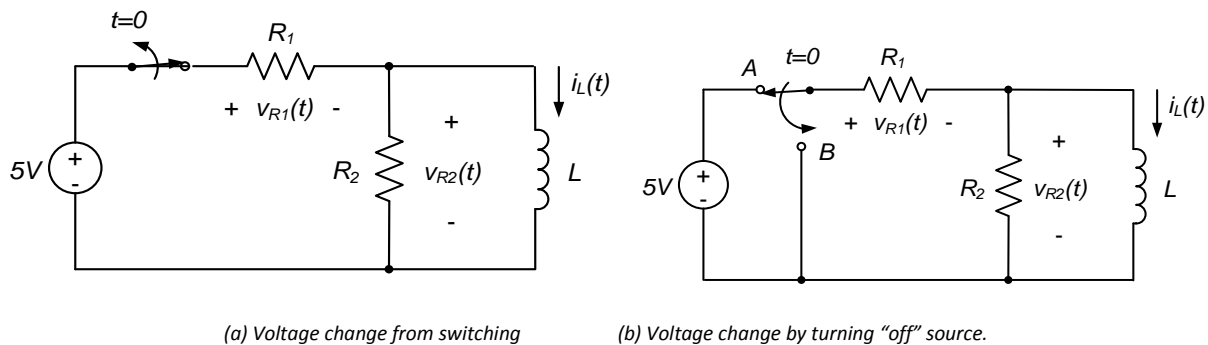 t=0
R1
+ vR1(t) -
iL(t)
5V
+
-
R2
+
vR2(t)
-
L
A
t=0
R1
+ vR1(t) -
B
iL(t)
5V
+
-
R2
+
vR2(t)
-
L
(a) Voltage change from switching
(b) Voltage change by turning “off” source.